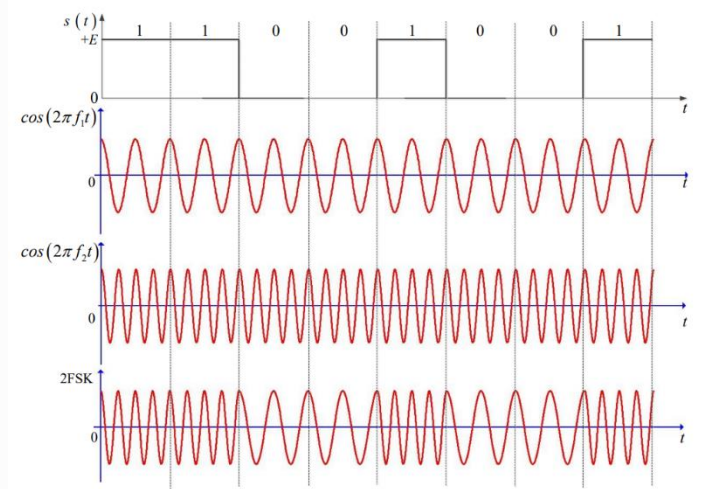 s(t)
+E
1 1 0 0 1 0 0 1
0
t
cos(2πf₁t)
0
t
cos(2πf₂t)
0
t
2FSK
0
t